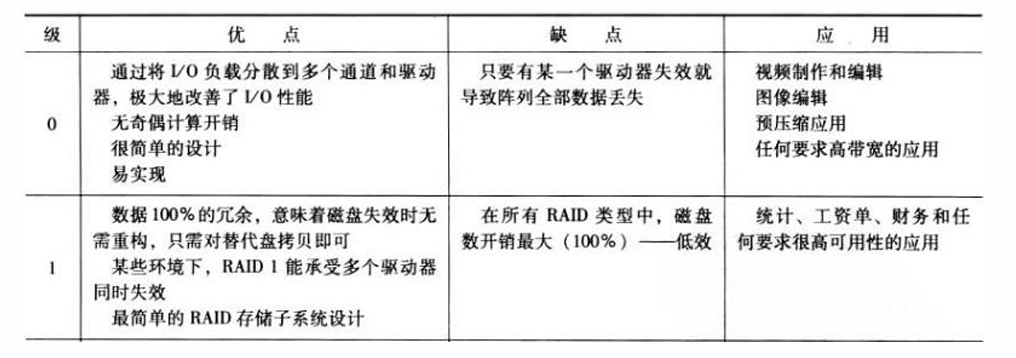 级 优 点 缺 点 应 用
0
通过将 I/O 负载分散到多个通道和驱动
器，极大地改善了 I/O 性能
无奇偶计算开销
很简单的设计
易实现
只要有某一个驱动器失效就
导致阵列全部数据丢失
视频制作和编辑
图像编辑
预压缩应用
任何要求高带宽的应用
1
数据 100%的冗余，意味着磁盘失效时无
需重构，只需对替代盘拷贝即可
某些环境下，RAID 1 能承受多个驱动器
同时失效
最简单的 RAID 存储子系统设计
在所有 RAID 类型中，磁盘
数开销最大（100%）——低效
统计、工资单、财务和任
何要求很高可用性的应用